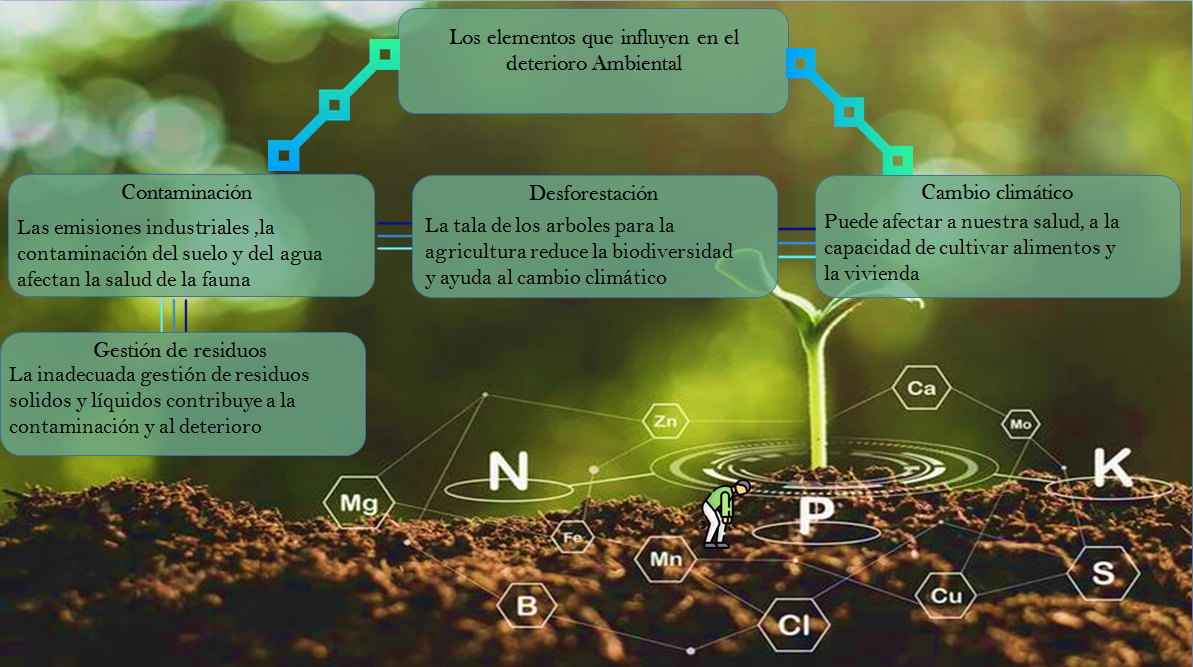 Los elementos que influyen en el
deterioro Ambiental
Contaminación
Las emisiones industriales ,la
contaminación del suelo y del agua
afectan la salud de la fauna
Desforestación
La tala de los arboles para la
agricultura reduce la biodiversidad
y ayuda al cambio climático
Cambio climático
Puede afectar a nuestra salud, a la
capacidad de cultivar alimentos y
la vivienda
Gestión de residuos
La inadecuada gestión de residuos
solidos y líquidos contribuye a la
contaminación y al deterioro
Ca
Zn
Mo
N
K
Mg
P
Fe
Mn
S
B
Cu
Cl